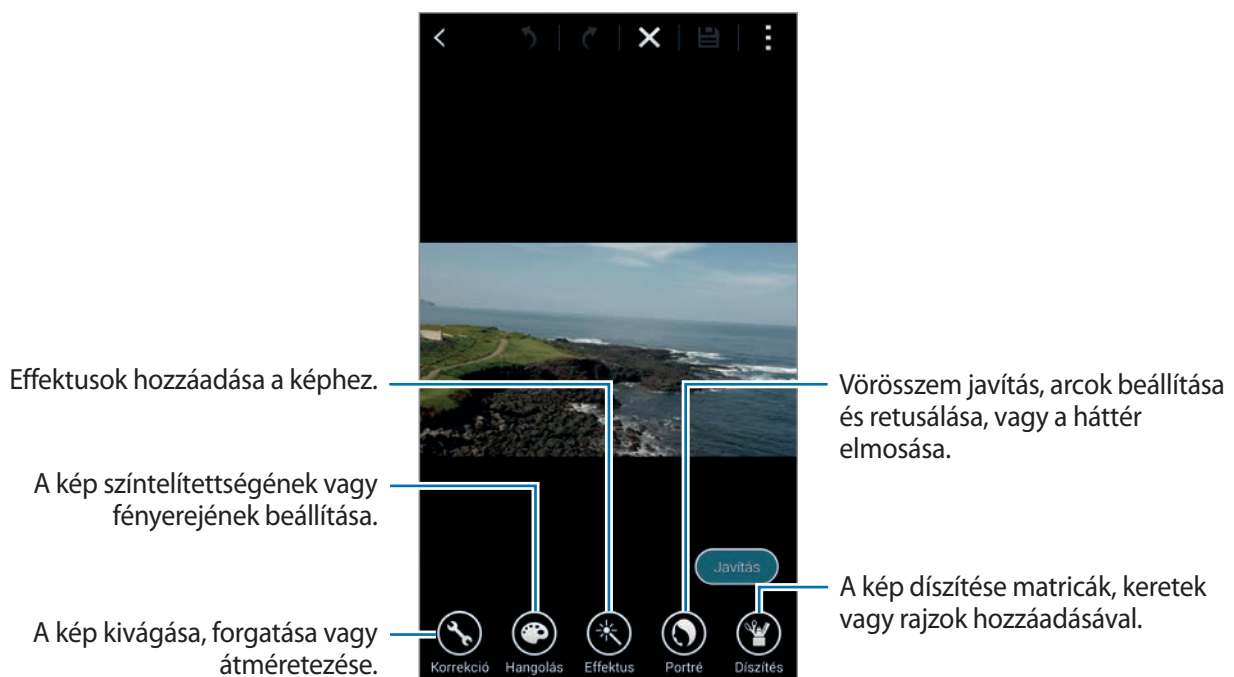 Effektusok hozzáadása a képhez.
A kép színtelítettségének vagy
fényerejének beállítása.
A kép kivágása, forgatása vagy
átméretezése.
Vörösszem javítás, arcok beállítása
és retusálása, vagy a háttér
elmosása.
A kép díszítése matricák, keretek
vagy rajzok hozzáadásával.
Javítás
Korrekció Hangolás Effektus Portré Díszítés